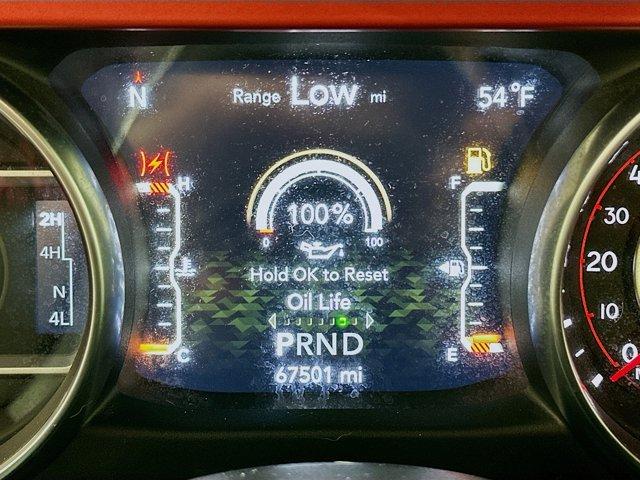 N
Range Low mi
54°F
H
F
100%
0
100
Hold OK to Reset
Oil Life
C
E
PRND
67501 mi
2H
4H
N
4L
30
20
10
0